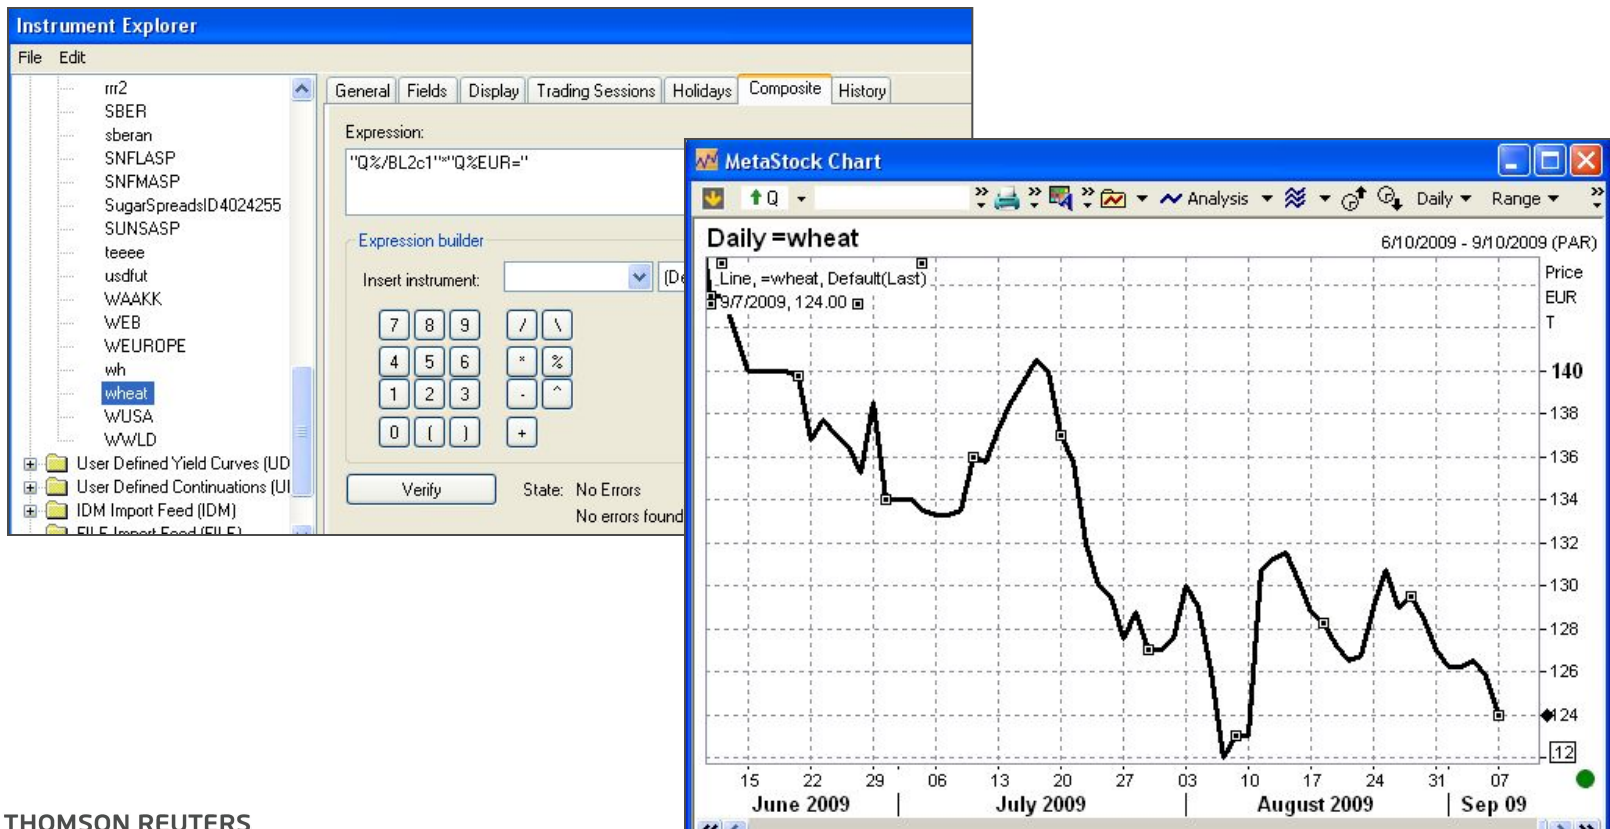 Instrument Explorer
File Edit
rrr2
SBER
sberan
SNFLASP
SNFMASP
SugarSpreadsID4024255
SUNSASP
teeee
usdfut
WAAKK
WEB
WEUROPE
wh
wheat
WUSA
WWLD
User Defined Yield Curves (UD
User Defined Continuations (UI
IDM Import Feed (IDM)
FILE Import Feed (FILE)
General Fields Display Trading Sessions Holidays Composite History
Expression:
"Q%/BL2c1"*"Q%EUR="
Expression builder
Insert instrument: (De
7 8 9 / \
4 5 6 * %
1 2 3 - ^
0 ( ) +
Verify State: No Errors
No errors found
MetaStock Chart
Q Analysis Daily Range
Daily =wheat
6/10/2009 - 9/10/2009 (PAR)
Line, =wheat, Default(Last)
9/7/2009, 124.00
Price
EUR
T
140
138
136
134
132
130
128
126
124
.12
15 22 29 06 13 20 27 03 10 17 24 31 07
June 2009 July 2009 August 2009 Sep 09
THOMSON REUTERS